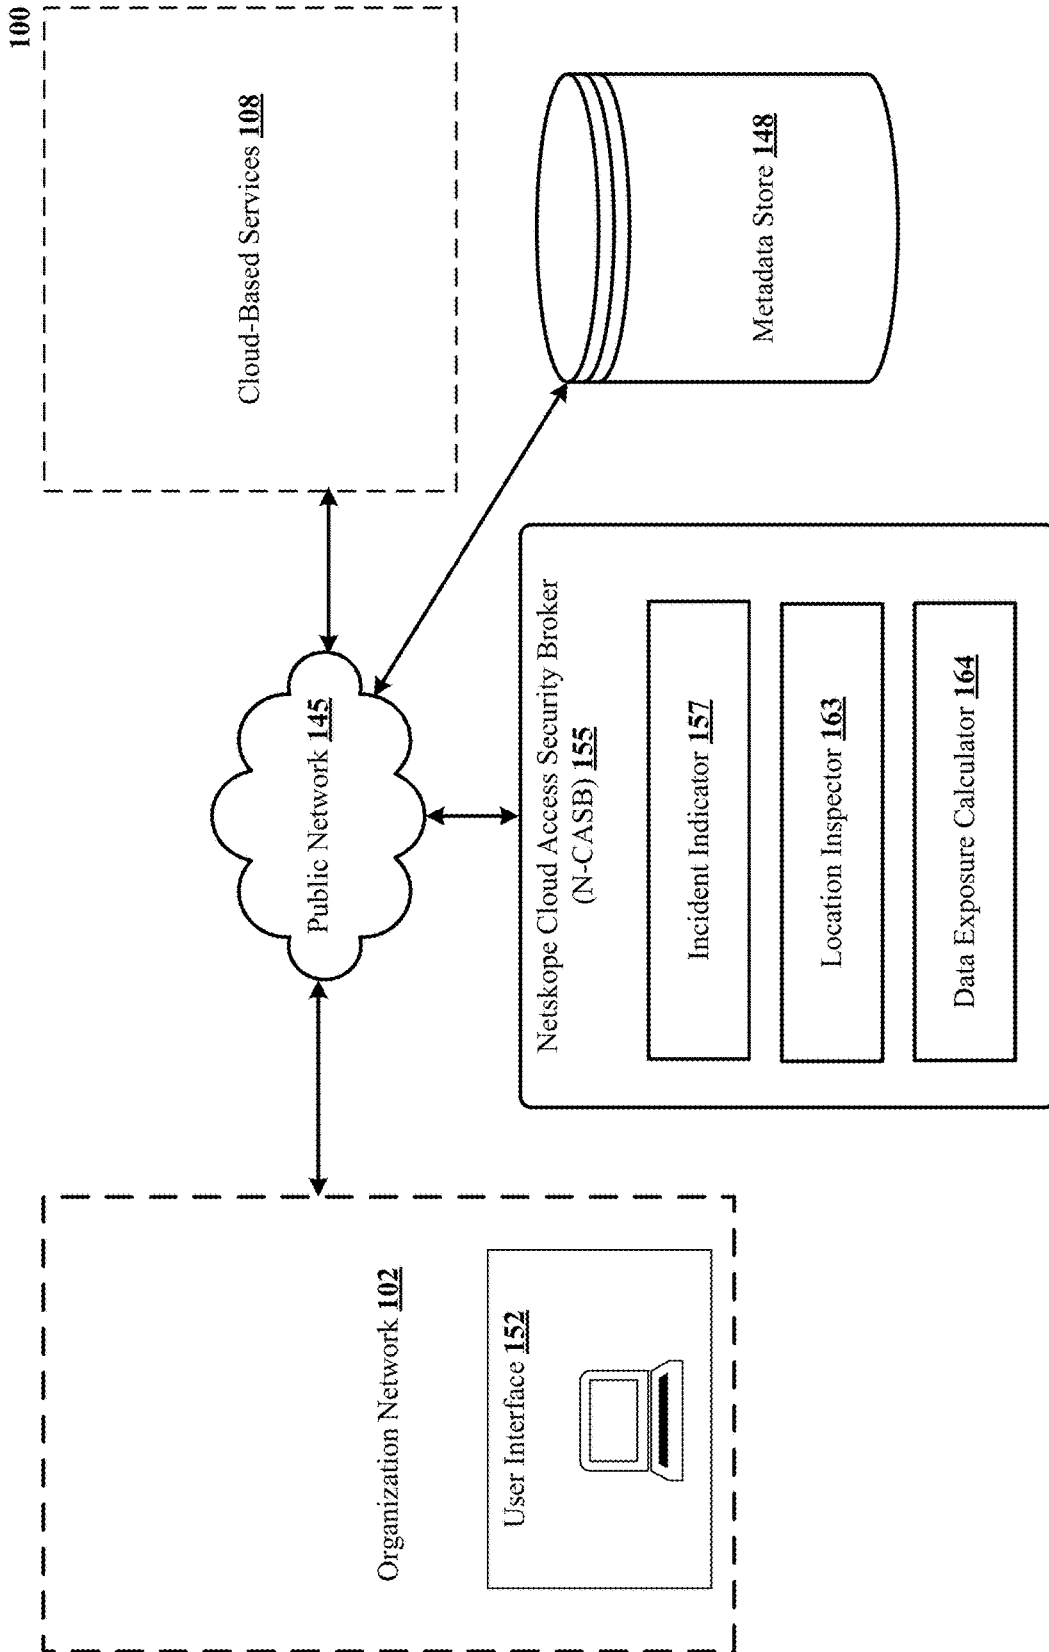 100
Organization Network 102
User Interface 152
Public Network 145
Cloud-Based Services 108
Netskope Cloud Access Security Broker
(N-CASB) 155
Incident Indicator 157
Location Inspector 163
Data Exposure Calculator 164
Metadata Store 148